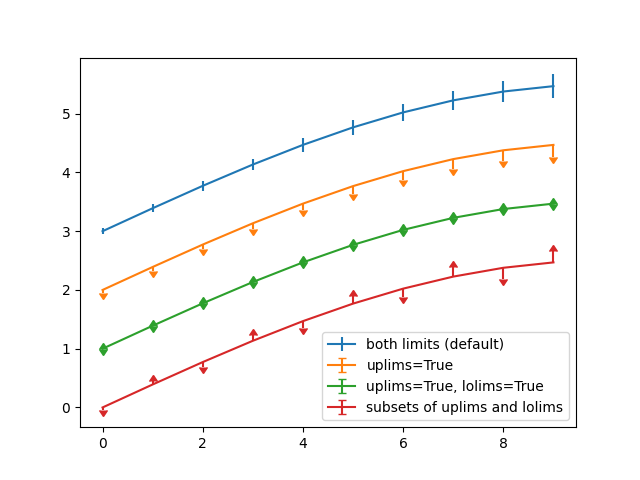 5
4
3
2
1
0
both limits (default)
uplims=True
uplims=True, lolims=True
subsets of uplims and lolims
0 2 4 6 8